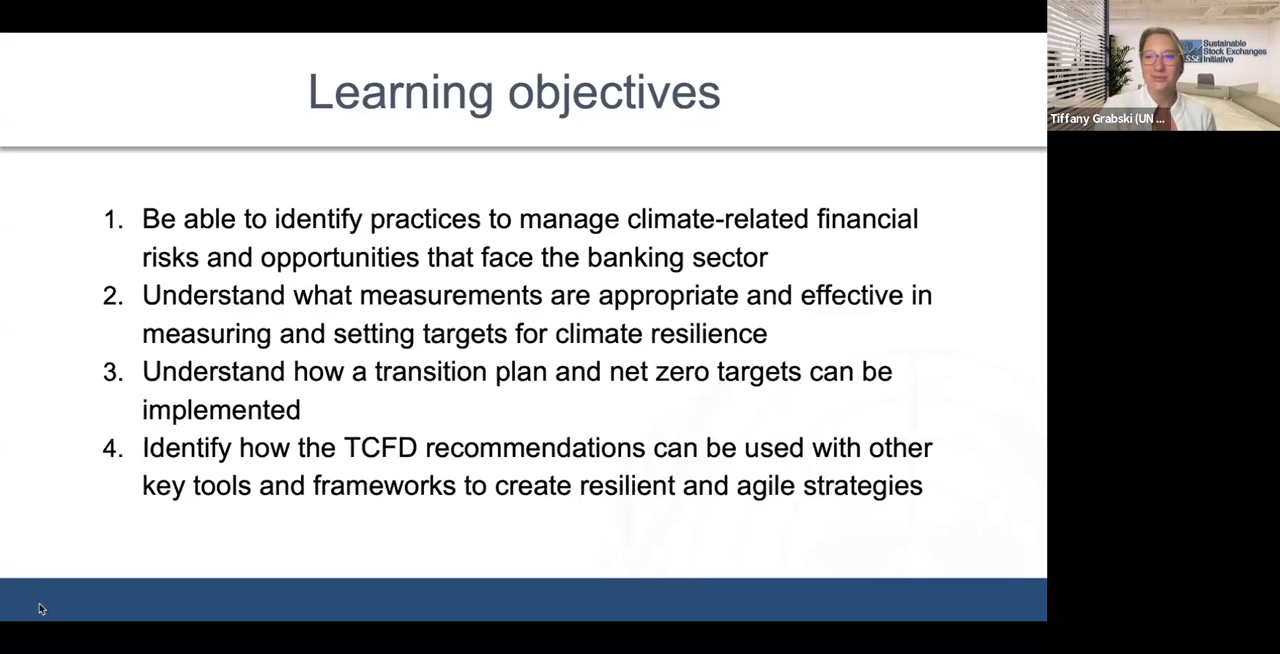 Learning objectives
1. Be able to identify practices to manage climate-related financial
risks and opportunities that face the banking sector
2. Understand what measurements are appropriate and effective in
measuring and setting targets for climate resilience
3. Understand how a transition plan and net zero targets can be
implemented
4. Identify how the TCFD recommendations can be used with other
key tools and frameworks to create resilient and agile strategies
Sustainable
Stock Exchanges
SSE Initiative
Tiffany Grabski (UN ...